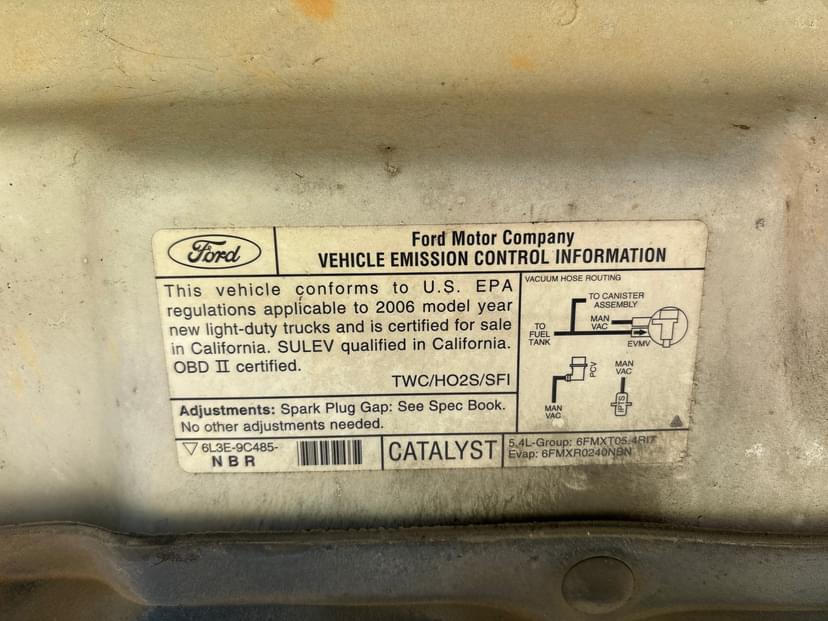 Ford
Ford Motor Company
VEHICLE EMISSION CONTROL INFORMATION
This vehicle conforms to U.S. EPA
regulations applicable to 2006 model year
new light-duty trucks and is certified for sale
in California. SULEV qualified in California.
OBD II certified.
TWC/HO2S/SFI
Adjustments: Spark Plug Gap: See Spec Book.
No other adjustments needed.
VACUUM HOSE ROUTING
TO CANISTER
ASSEMBLY
MAN
VAC
TO
FUEL
TANK
EVMV
PCV
MAN
VAC
MAN
VAC
IPTS
6L3E-9C485-
NBR
CATALYST
5.4L-Group: 6FMXT05.4RI7
Evap: 6FMXR0240NBN